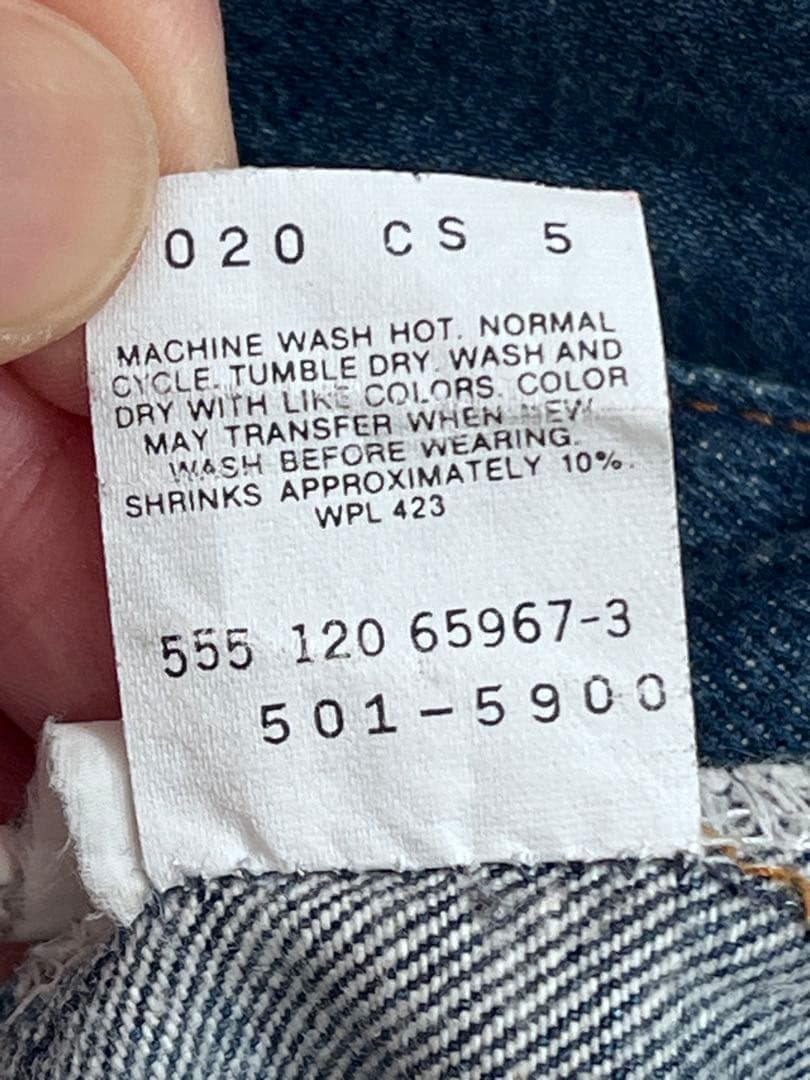 020 CS 5
MACHINE WASH HOT. NORMAL
CYCLE. TUMBLE DRY. WASH AND
DRY WITH LIKE COLORS. COLOR
MAY TRANSFER WHEN NEW.
WASH BEFORE WEARING.
SHRINKS APPROXIMATELY 10%.
WPL 423
555 120 65967-3
501-5900